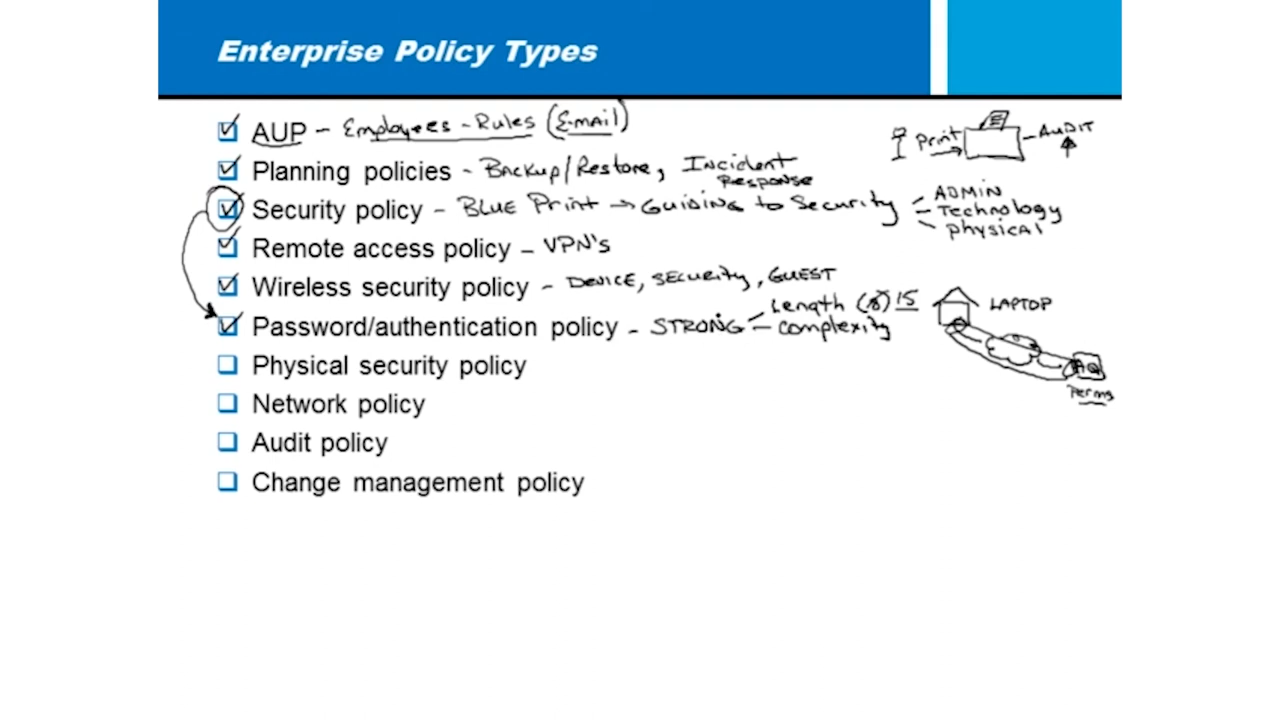 Enterprise Policy Types
AUP - Employees - Rules (E-mail)
Print - AUDIT
Planning policies - Backup/Restore, Incident Response
Security policy - BLUE Print → GUIDING to Security - ADMIN
- Technology
- Physical
Remote access policy - VPN's
Wireless security policy - DEVICE, SECURITY, GUEST
Password/authentication policy - STRONG - Length (8) 15
- complexity
LAPTOP
HQ
Perms
Physical security policy
Network policy
Audit policy
Change management policy